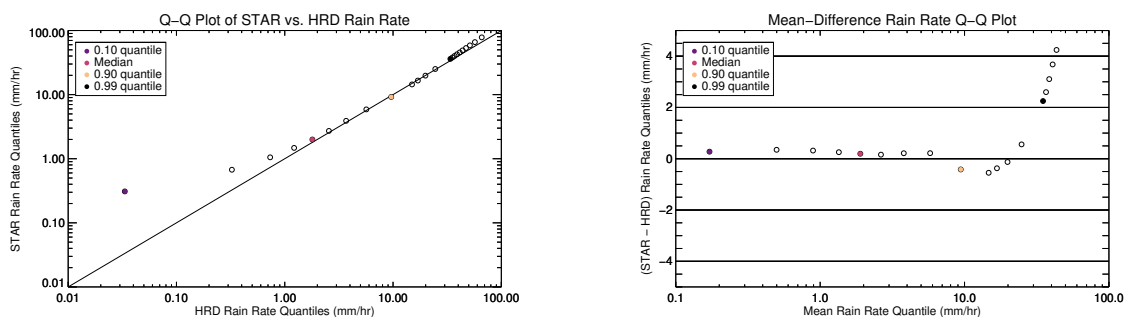 Q-Q Plot of STAR vs. HRD Rain Rate
STAR Rain Rate Quantiles (mm/hr)
100.00
10.00
1.00
0.10
0.01
0.10 quantile
Median
0.90 quantile
0.99 quantile
0.01 0.10 1.00 10.00 100.00
HRD Rain Rate Quantiles (mm/hr)
Mean-Difference Rain Rate Q-Q Plot
(STAR - HRD) Rain Rate Quantiles (mm/hr)
4
2
0
-2
-4
0.10 quantile
Median
0.90 quantile
0.99 quantile
0.1 1.0 10.0 100.0
Mean Rain Rate Quantile (mm/hr)